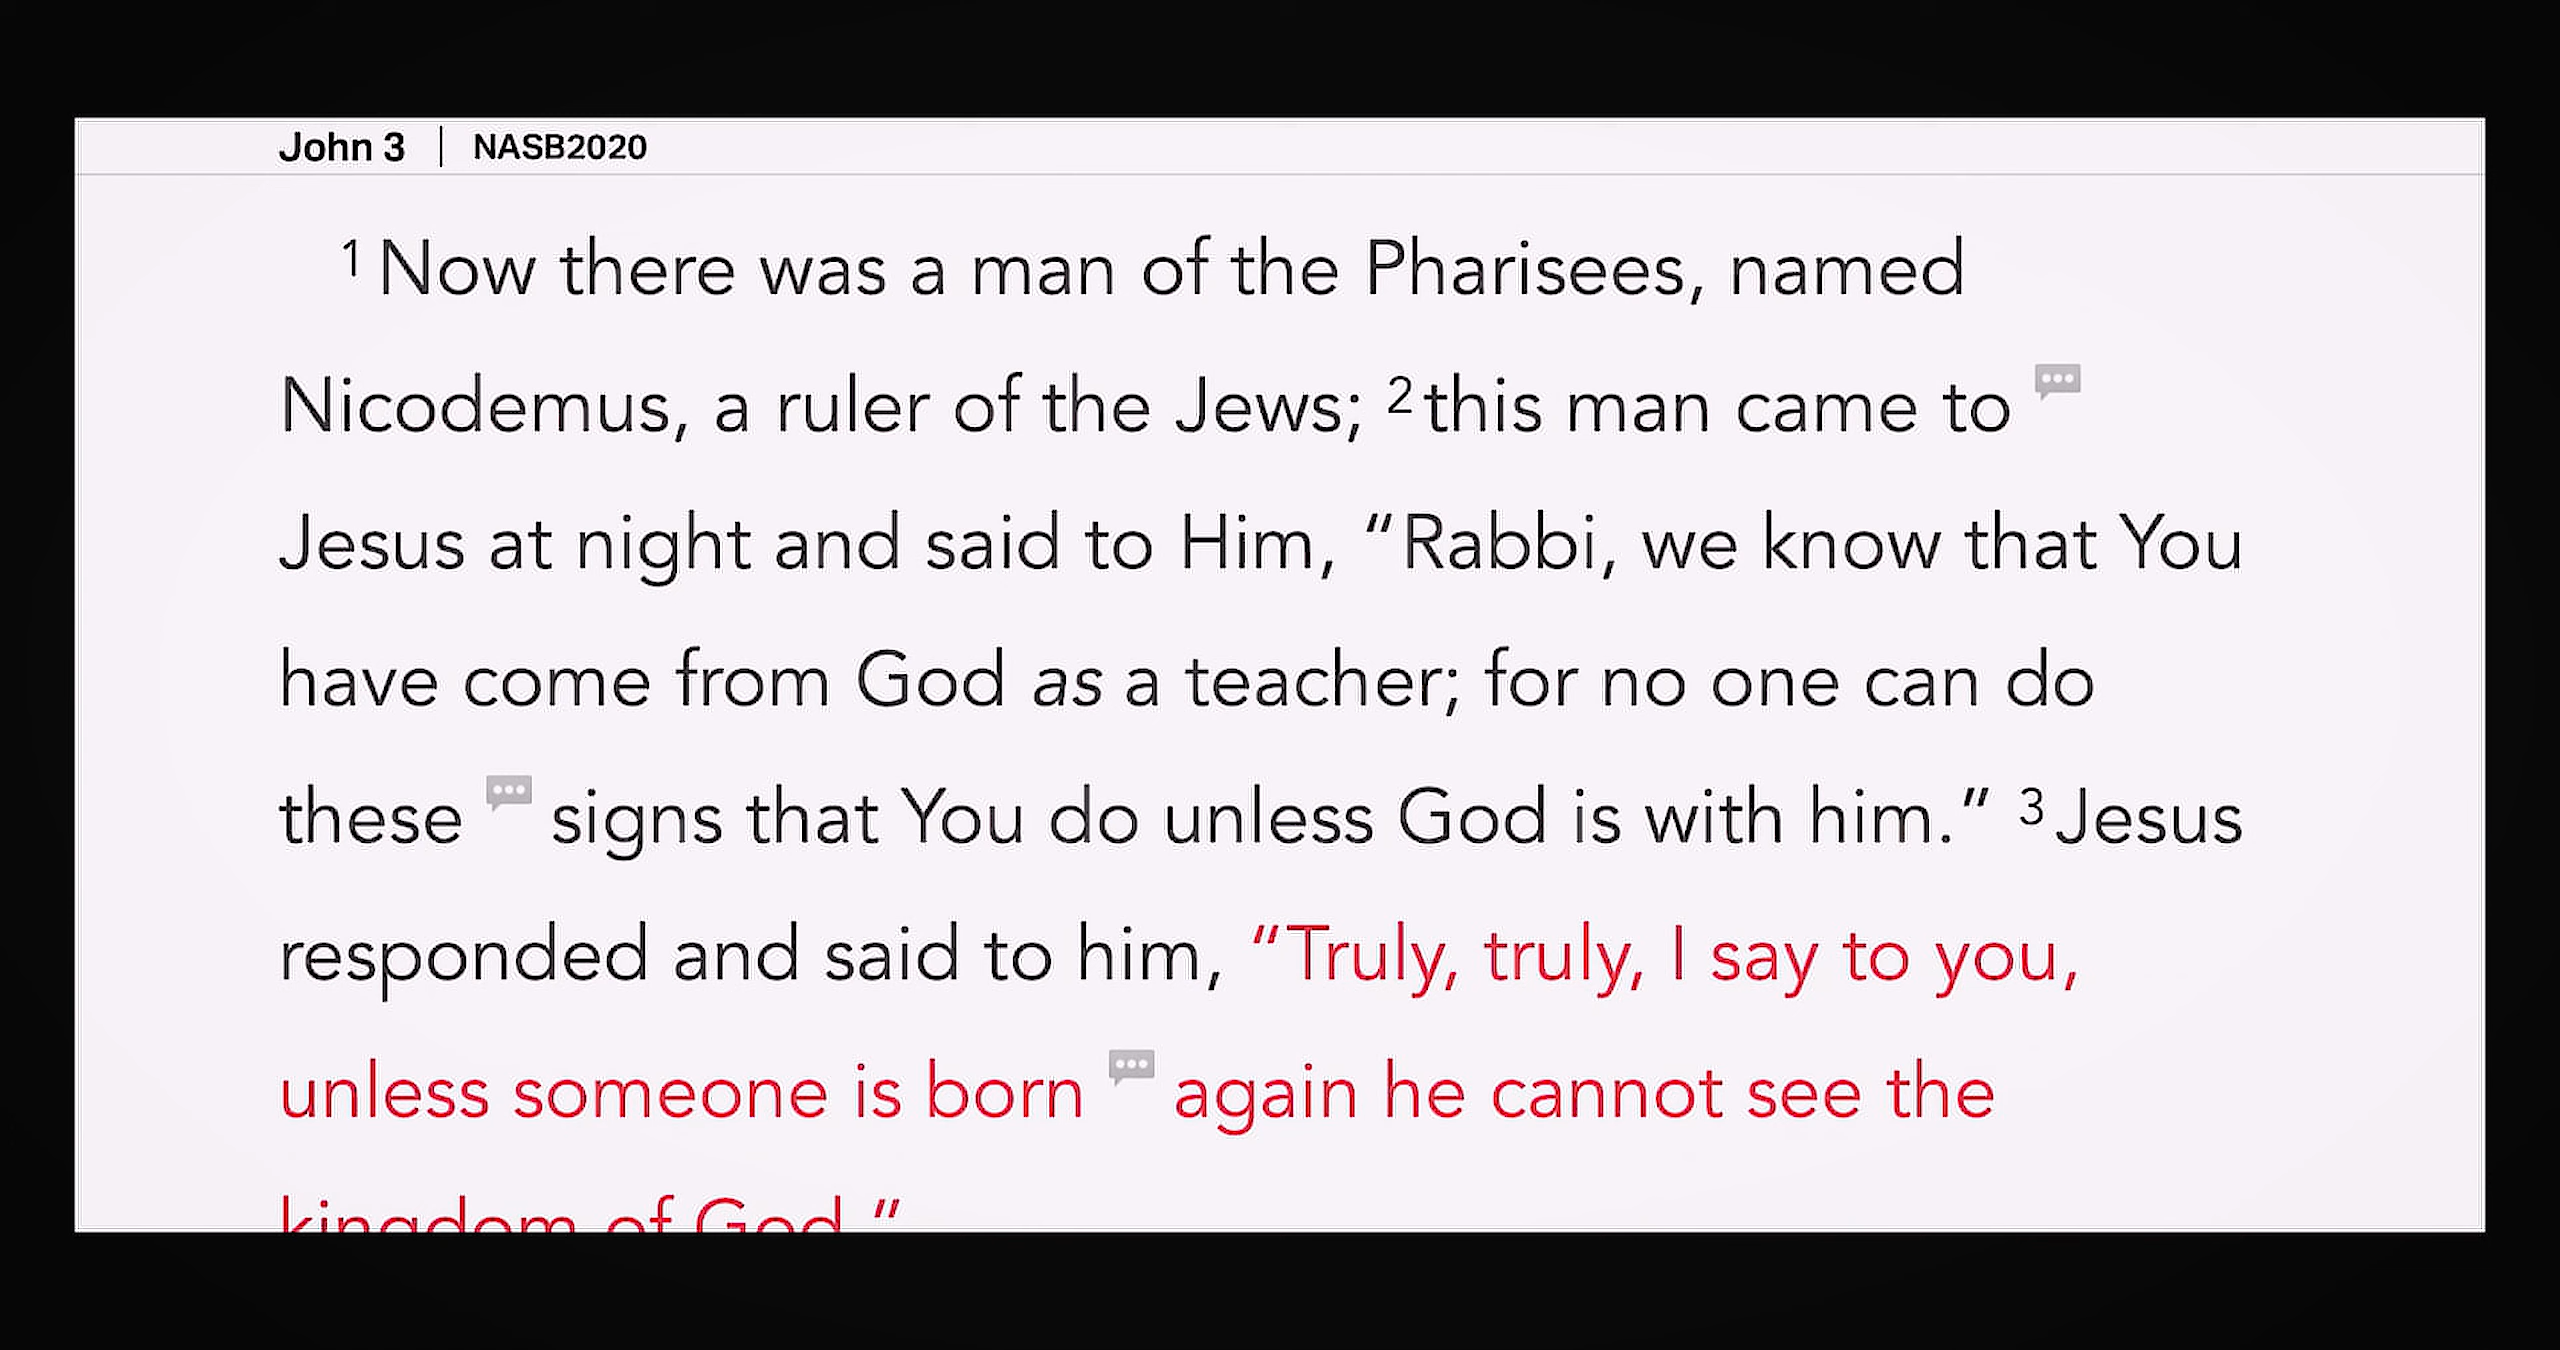 John 3 | NASB2020
1 Now there was a man of the Pharisees, named
Nicodemus, a ruler of the Jews; 2 this man came to
Jesus at night and said to Him, “Rabbi, we know that You
have come from God as a teacher; for no one can do
these signs that You do unless God is with him.” 3 Jesus
responded and said to him, “Truly, truly, I say to you,
unless someone is born again he cannot see the
kingdom of God.”